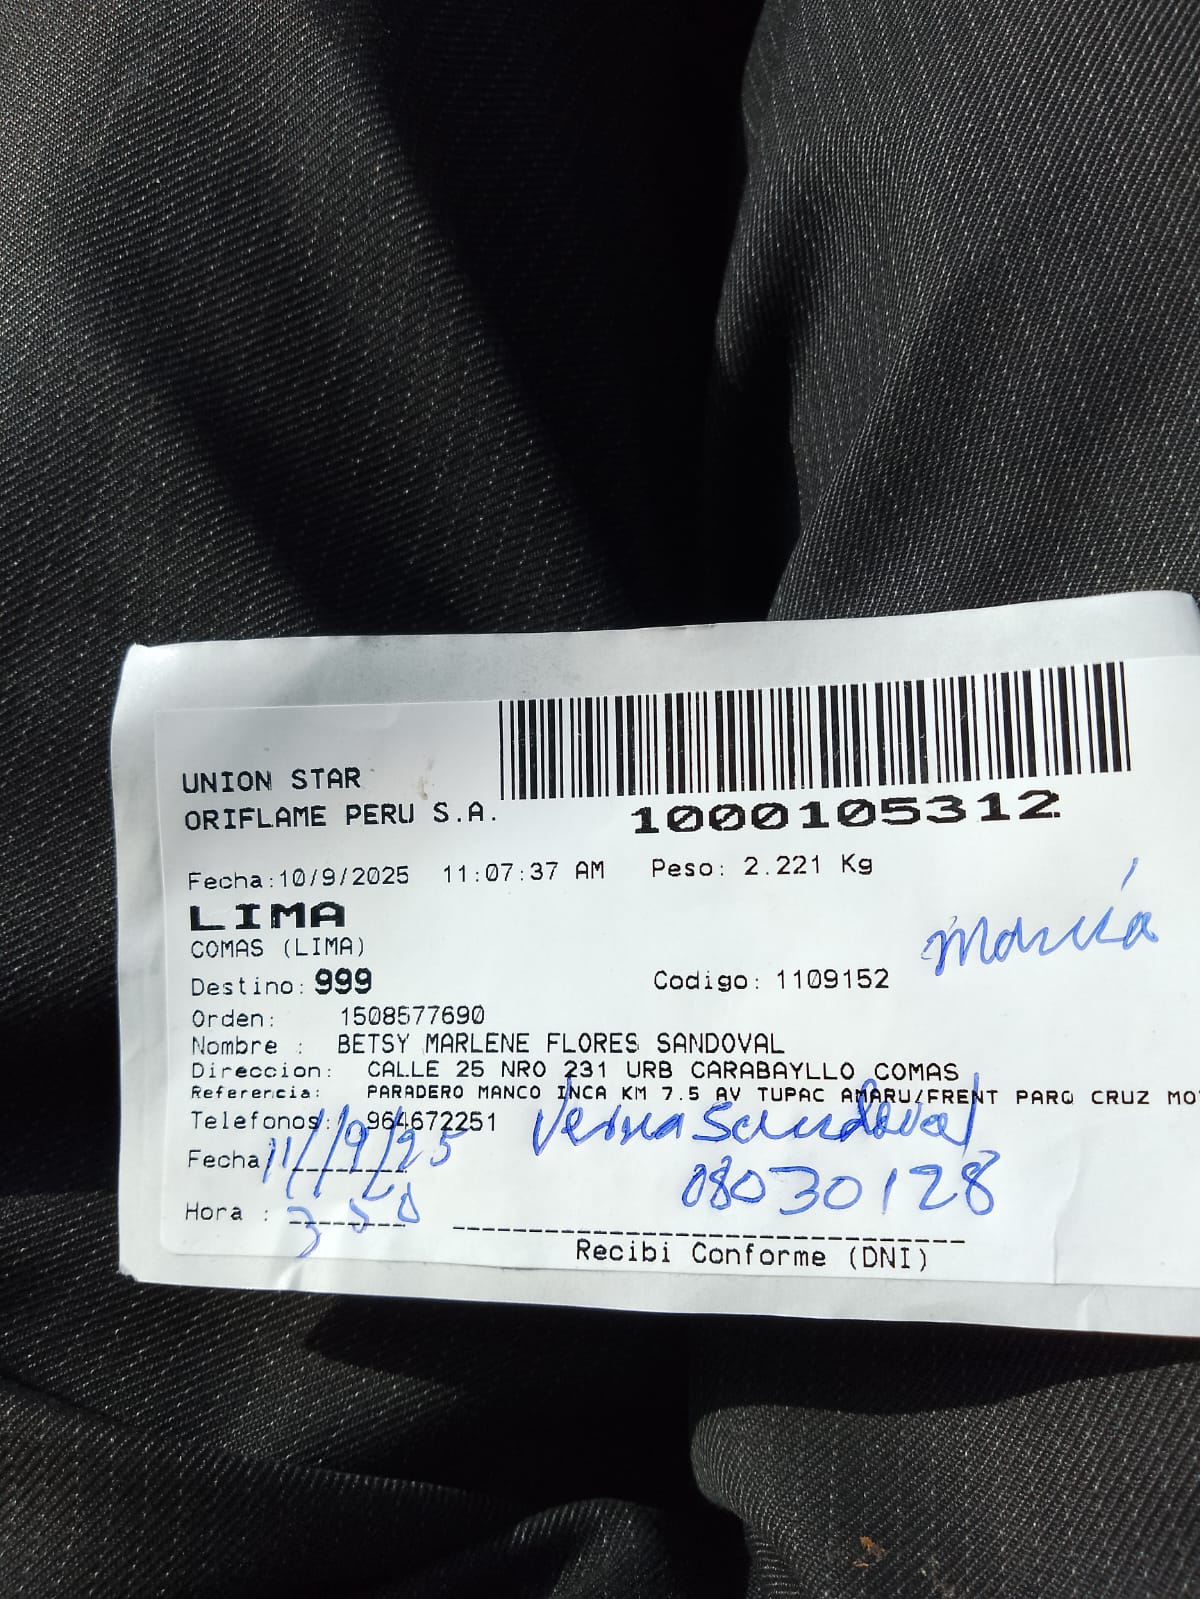 UNION STAR
ORIFLAME PERU S.A.
1000105312
Fecha:10/9/2025 11:07:37 AM Peso: 2.221 Kg
LIMA
COMAS (LIMA)
Destino: 999 Codigo: 1109152
Orden: 1508577690
Nombre : BETSY MARLENE FLORES SANDOVAL
Direccion: CALLE 25 NRO 231 URB CARABAYLLO COMAS
Referencia: PARADERO MANCO INCA KM 7.5 AV TUPAC AMARU/FRENT PARQ CRUZ MO
Telefonos: 964672251
Sandoval
Fecha 11/9/25
08030128
Hora : 350
Recibi Conforme (DNI)